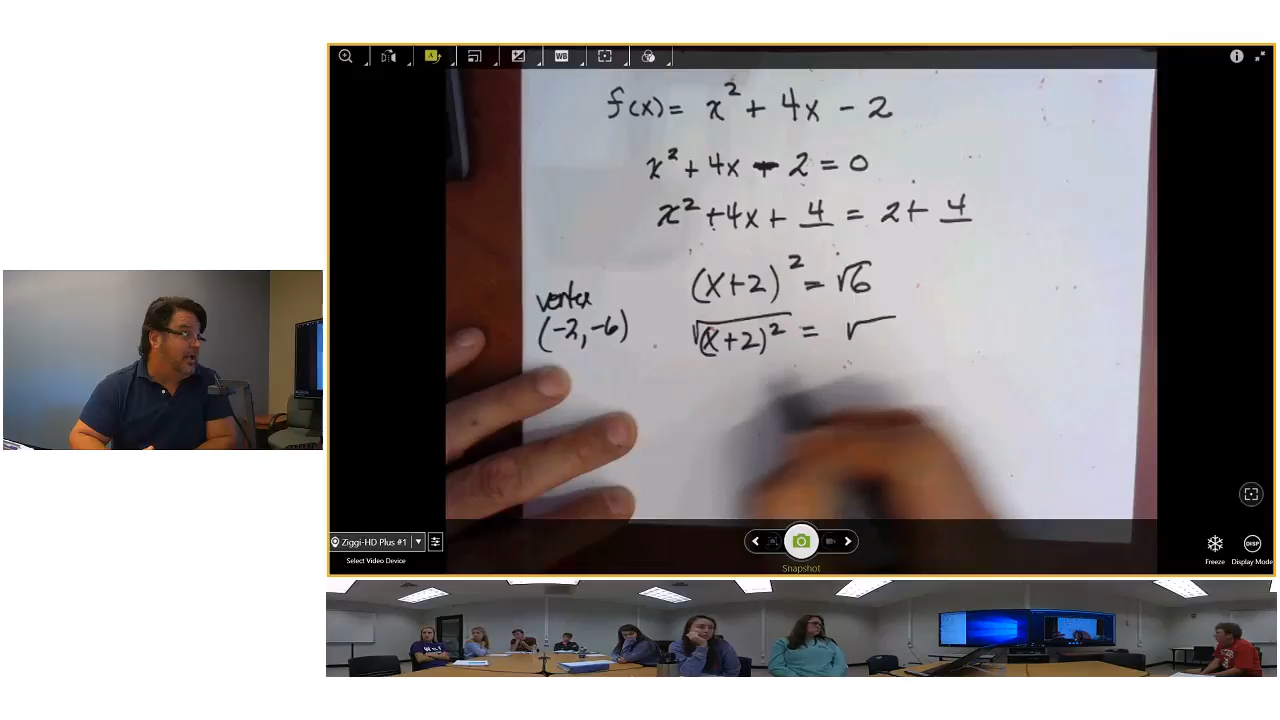 f(x) = x² + 4x - 2
x² + 4x - 2 = 0
x² + 4x + 4 = 2 + 4
(x+2)² = √6
vertex
(-2, -6)
√(x+2)² = √
WB
Ziggi-HD Plus #1
Select Video Device
Snapshot
Freeze
DISP
Display Mode